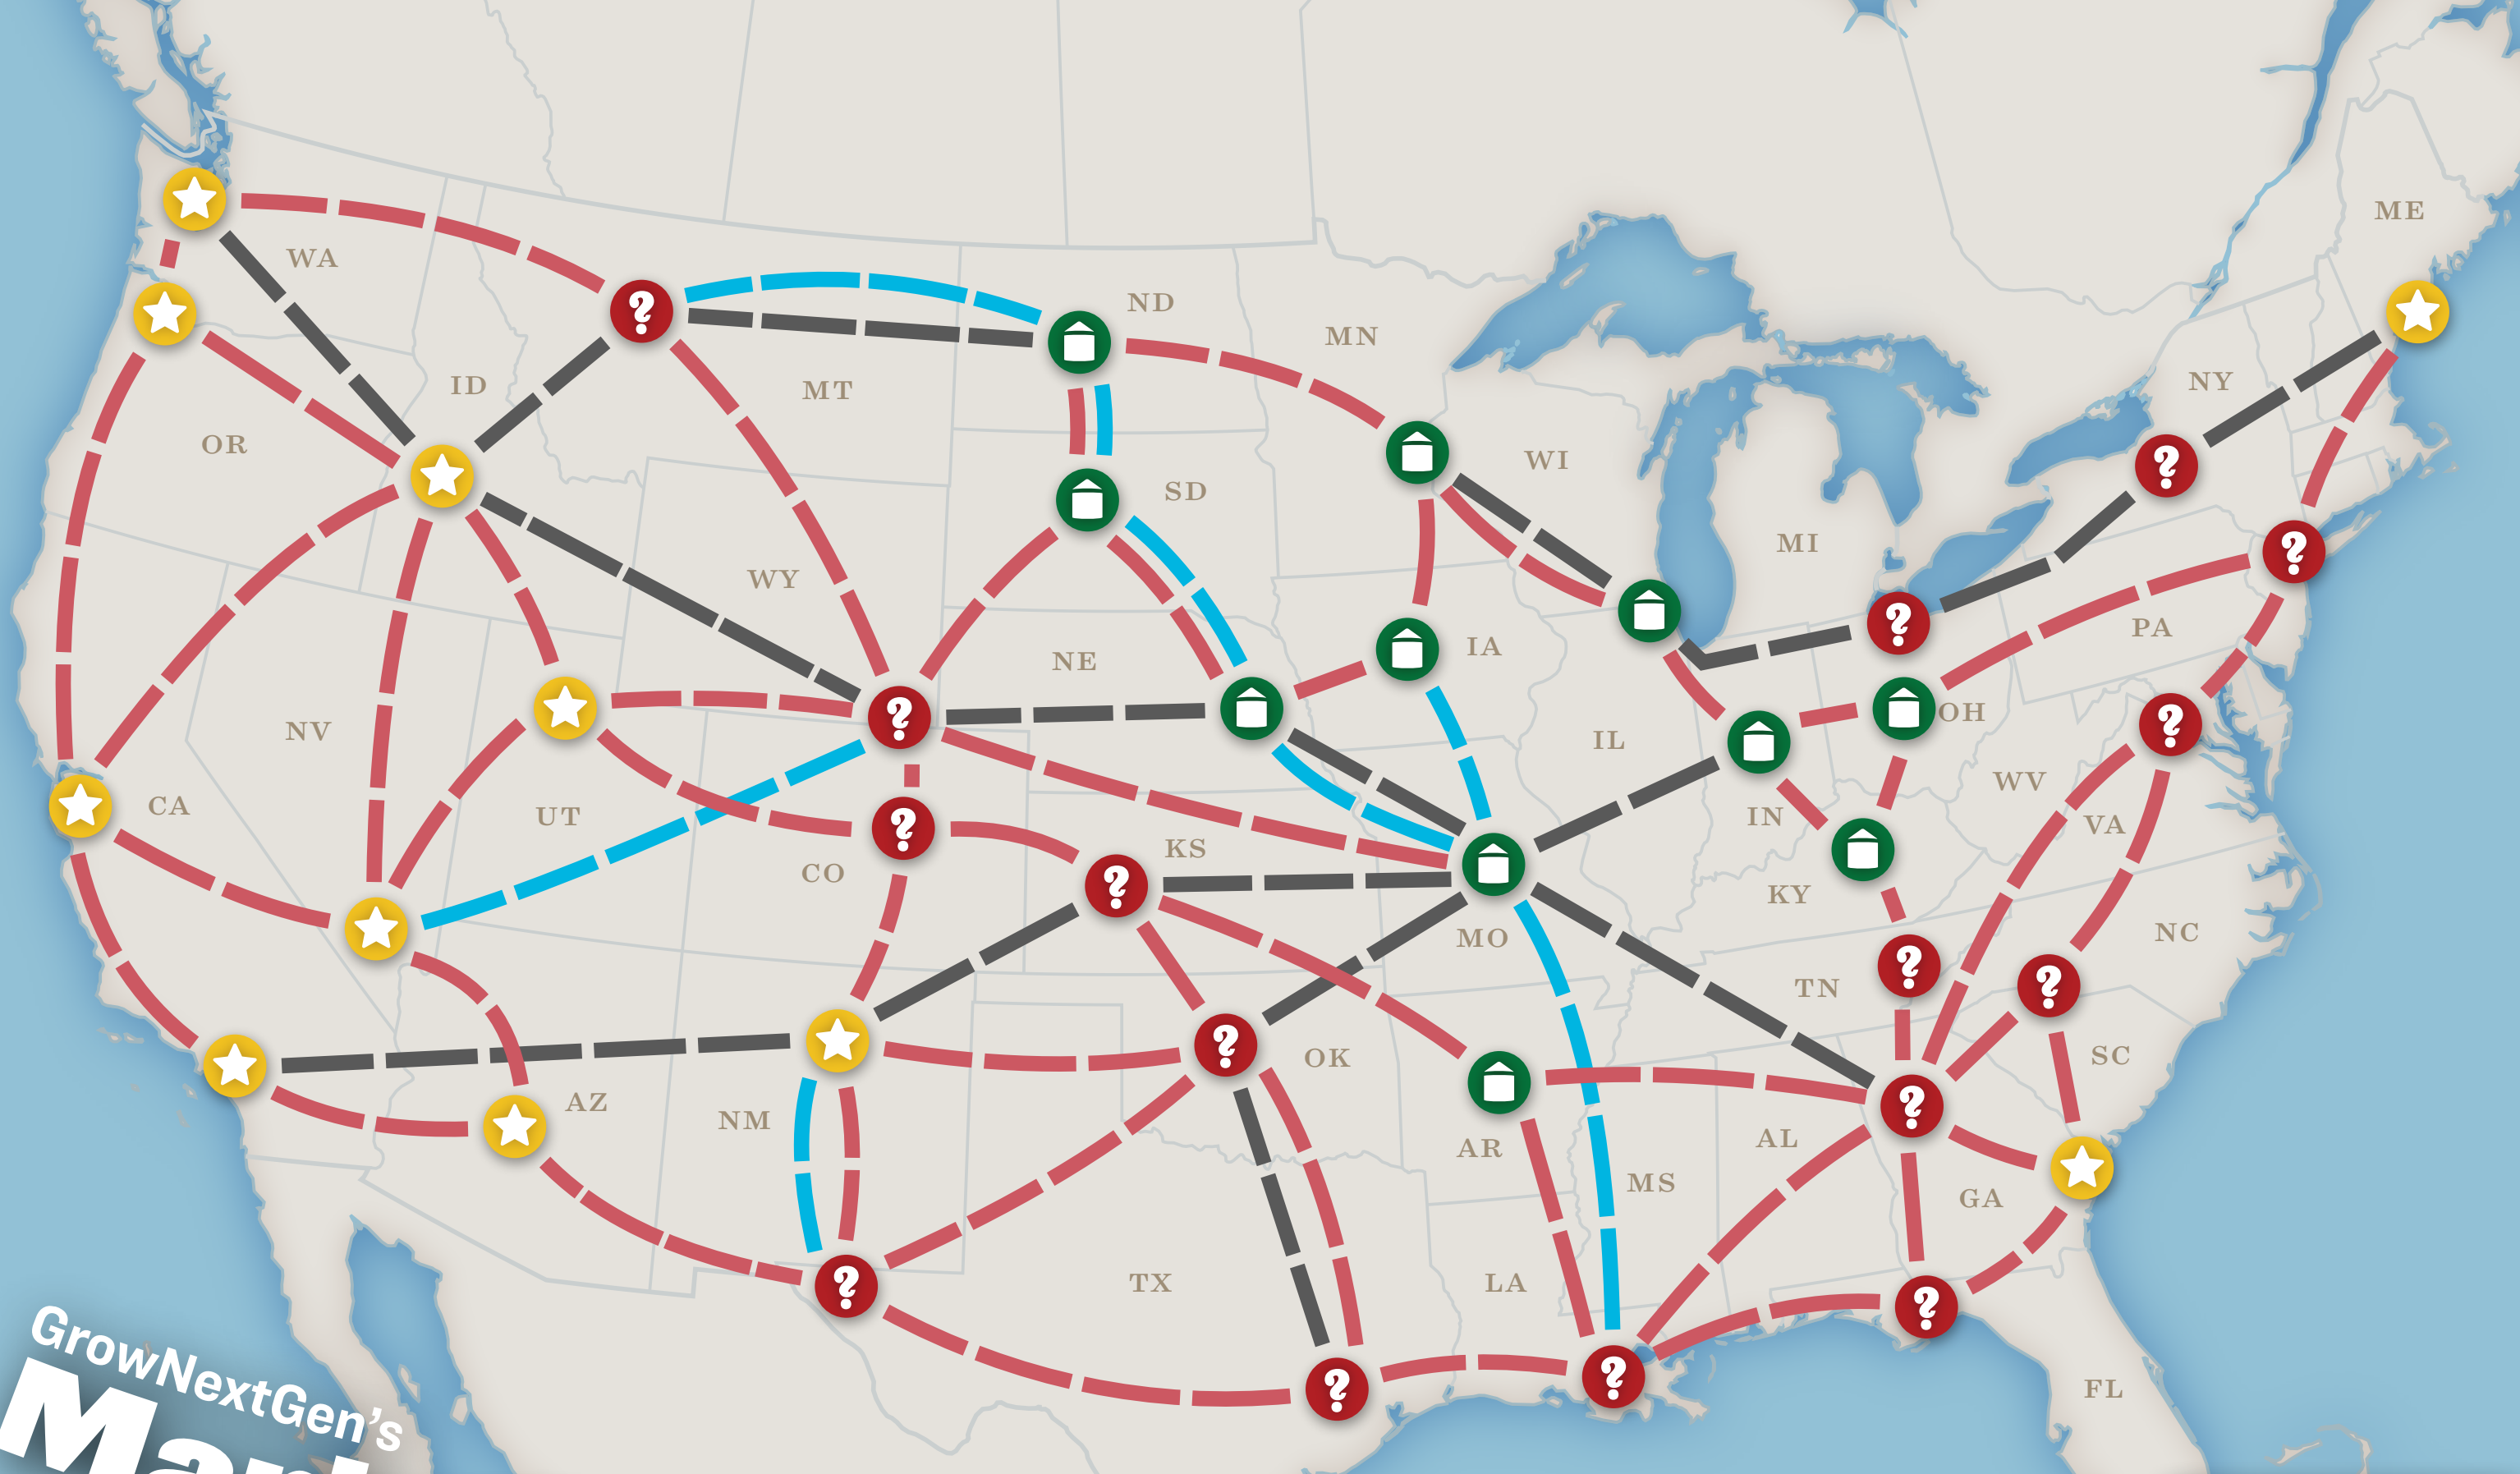 ME
WA
ND
MN
NY
ID
MT
OR
WI
SD
MI
WY
PA
IA
NE
OH
NV
IL
WV
CA
UT
IN
VA
KS
CO
KY
NC
MO
TN
SC
OK
AZ
NM
AL
AR
MS
GA
TX
LA
FL
GrowNextGen's